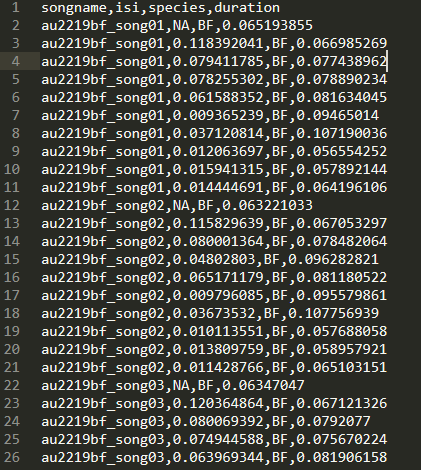 1 songname,isi,species,duration
2 au2219bf_song01,NA,BF,0.065193855
3 au2219bf_song01,0.118392041,BF,0.066985269
4 au2219bf_song01,0.079411785,BF,0.077438962
5 au2219bf_song01,0.078255302,BF,0.078890234
6 au2219bf_song01,0.061588352,BF,0.081634045
7 au2219bf_song01,0.009365239,BF,0.09465014
8 au2219bf_song01,0.037120814,BF,0.107190036
9 au2219bf_song01,0.012063697,BF,0.056554252
10 au2219bf_song01,0.015941315,BF,0.057892144
11 au2219bf_song01,0.014444691,BF,0.064196106
12 au2219bf_song02,NA,BF,0.063221033
13 au2219bf_song02,0.115829639,BF,0.067053297
14 au2219bf_song02,0.080001364,BF,0.078482064
15 au2219bf_song02,0.04802803,BF,0.096282821
16 au2219bf_song02,0.065171179,BF,0.081180522
17 au2219bf_song02,0.009796085,BF,0.095579861
18 au2219bf_song02,0.03673532,BF,0.107756939
19 au2219bf_song02,0.010113551,BF,0.057688058
20 au2219bf_song02,0.013809759,BF,0.058957921
21 au2219bf_song02,0.011428766,BF,0.065103151
22 au2219bf_song03,NA,BF,0.06347047
23 au2219bf_song03,0.120364864,BF,0.067121326
24 au2219bf_song03,0.080069392,BF,0.0792077
25 au2219bf_song03,0.074944588,BF,0.075670224
26 au2219bf_song03,0.063969344,BF,0.081906158